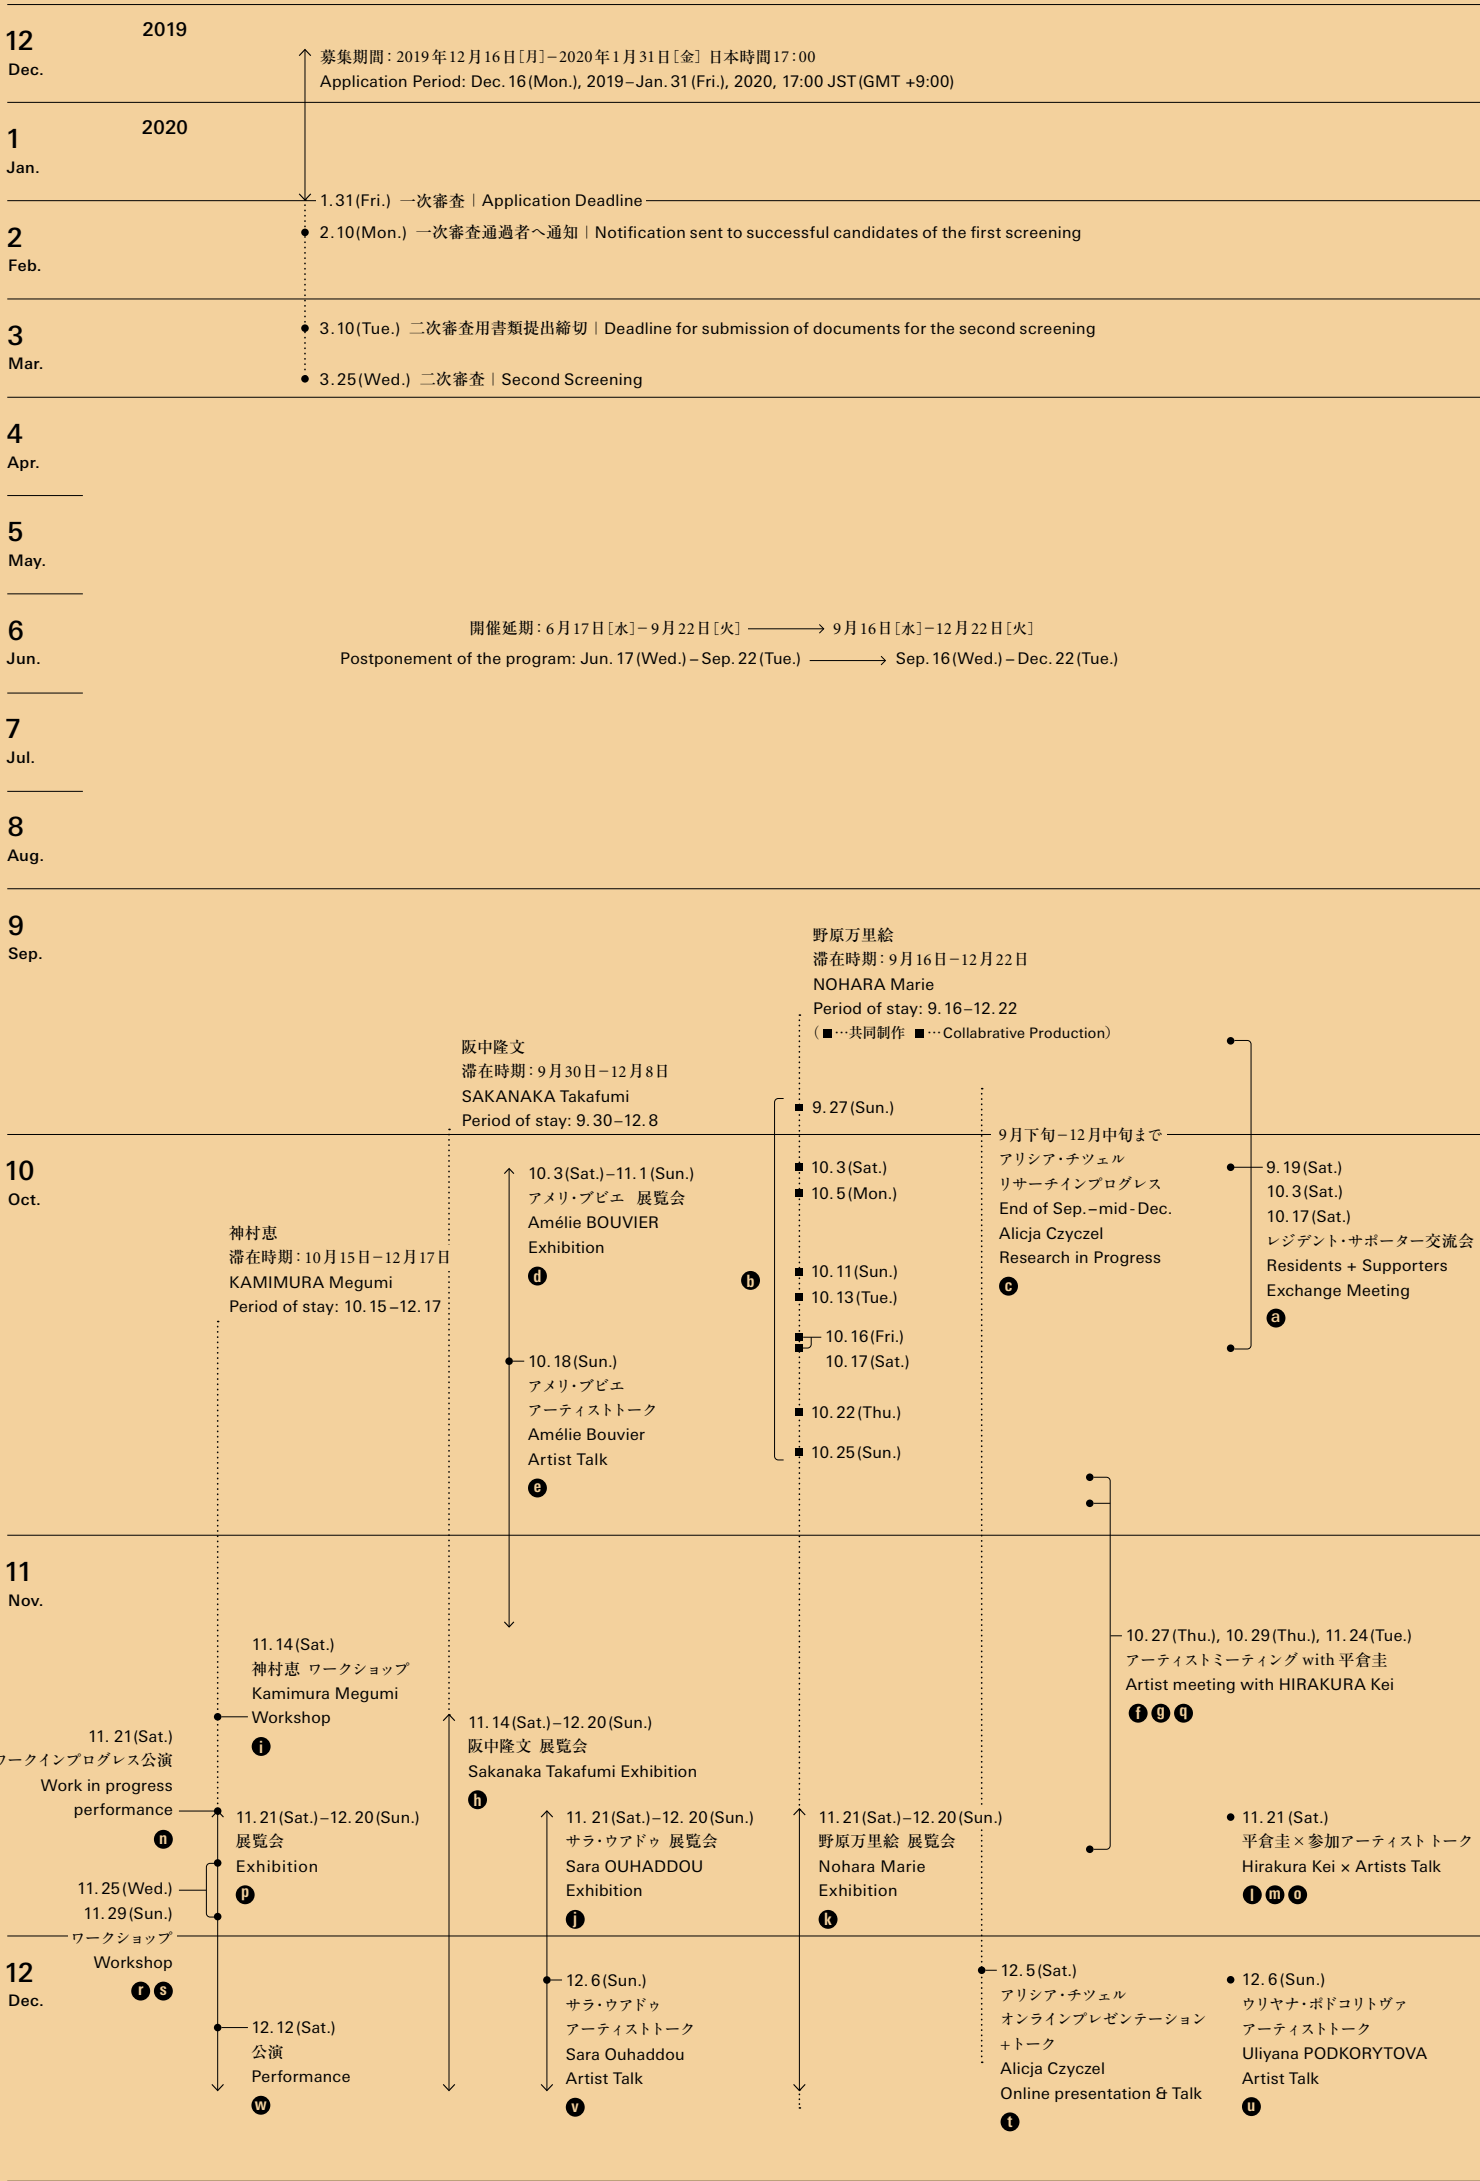 2019
12
Dec.
募集期間：2019年12月16日［月］−2020年1月31日［金］ 日本時間17：00
Application Period: Dec. 16 (Mon.), 2019–Jan. 31 (Fri.), 2020, 17:00 JST (GMT +9:00)
2020
1
Jan.
1. 31 (Fri.) 一次審査 | Application Deadline
2
Feb.
2. 10 (Mon.) 一次審査通過者へ通知 | Notification sent to successful candidates of the first screening
3
Mar.
3. 10 (Tue.) 二次審査用書類提出締切 | Deadline for submission of documents for the second screening
3. 25 (Wed.) 二次審査 | Second Screening
4
Apr.
5
May.
6
Jun.
開催延期：6月17日［水］−9月22日［火］ → 9月16日［水］−12月22日［火］
Postponement of the program: Jun. 17 (Wed.) – Sep. 22 (Tue.) → Sep. 16 (Wed.) – Dec. 22 (Tue.)
7
Jul.
8
Aug.
9
Sep.
野原万里絵
滞在時期：9月16日−12月22日
NOHARA Marie
Period of stay: 9. 16–12. 22
（ ■…共同制作 ■…Collabrative Production）
阪中隆文
滞在時期：9月30日−12月8日
SAKANAKA Takafumi
Period of stay: 9. 30–12. 8
9. 27 (Sun.)
10
Oct.
神村恵
滞在時期：10月15日−12月17日
KAMIMURA Megumi
Period of stay: 10. 15–12. 17
10. 3 (Sat.)–11. 1 (Sun.)
アメリ・ブビエ 展覧会
Amélie BOUVIER
Exhibition
d
10. 18 (Sun.)
アメリ・ブビエ
アーティストトーク
Amélie Bouvier
Artist Talk
e
b
10. 3 (Sat.)
10. 5 (Mon.)
10. 11 (Sun.)
10. 13 (Tue.)
10. 16 (Fri.)
10. 17 (Sat.)
10. 22 (Thu.)
10. 25 (Sun.)
9月下旬−12月中旬まで
アリシア・チツェル
リサーチインプログレス
End of Sep.–mid-Dec.
Alicja Czyczel
Research in Progress
c
9. 19 (Sat.)
10. 3 (Sat.)
10. 17 (Sat.)
レジデント・サポーター交流会
Residents + Supporters
Exchange Meeting
a
11
Nov.
11. 14 (Sat.)
神村恵 ワークショップ
Kamimura Megumi
Workshop
i
11. 21 (Sat.)
ワークインプログレス公演
Work in progress
performance
n
11. 21 (Sat.)–12. 20 (Sun.)
展覧会
Exhibition
p
11. 25 (Wed.)
11. 29 (Sun.)
ワークショップ
Workshop
r s
11. 14 (Sat.)–12. 20 (Sun.)
阪中隆文 展覧会
Sakanaka Takafumi Exhibition
h
11. 21 (Sat.)–12. 20 (Sun.)
サラ・ウアドゥ 展覧会
Sara OUHADDOU
Exhibition
j
11. 21 (Sat.)–12. 20 (Sun.)
野原万里絵 展覧会
Nohara Marie
Exhibition
k
10. 27 (Thu.), 10. 29 (Thu.), 11. 24 (Tue.)
アーティストミーティング with 平倉圭
Artist meeting with HIRAKURA Kei
f g q
11. 21 (Sat.)
平倉圭×参加アーティストトーク
Hirakura Kei × Artists Talk
l m o
12
Dec.
12. 12 (Sat.)
公演
Performance
w
12. 6 (Sun.)
サラ・ウアドゥ
アーティストトーク
Sara Ouhaddou
Artist Talk
v
12. 5 (Sat.)
アリシア・チツェル
オンラインプレゼンテーション
+トーク
Alicja Czyczel
Online presentation & Talk
t
12. 6 (Sun.)
ウリヤナ・ポドコリトヴァ
アーティストトーク
Uliyana PODKORYTOVA
Artist Talk
u